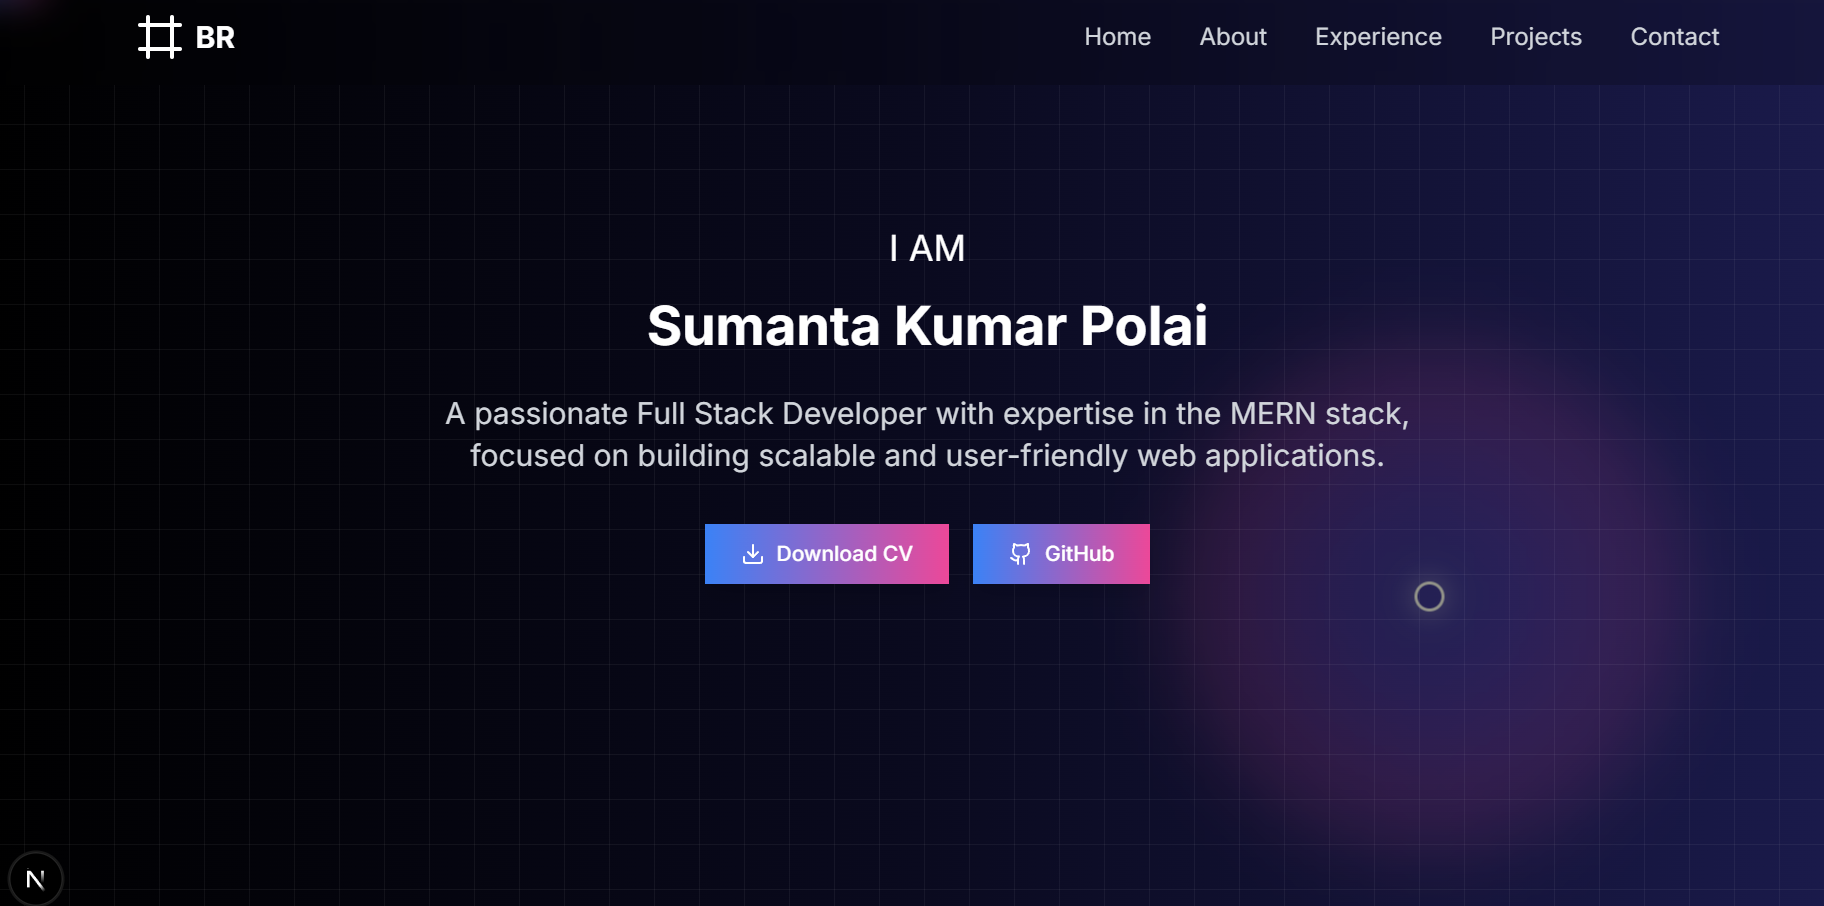 BR
Home
About
Experience
Projects
Contact
I AM
Sumanta Kumar Polai
A passionate Full Stack Developer with expertise in the MERN stack,
focused on building scalable and user-friendly web applications.
Download CV
GitHub
N